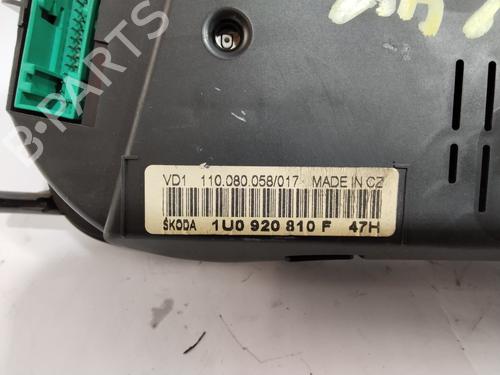 B-PARTS
VD1 110.080.058/017 MADE IN CZ
ŠKODA 1U0 920 810 F 47H